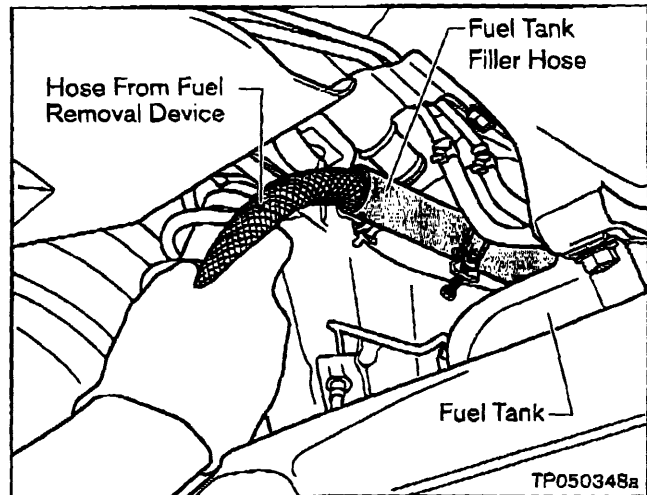 Fuel Tank
Filler Hose
Hose From Fuel
Removal Device
Fuel Tank
TP050348a